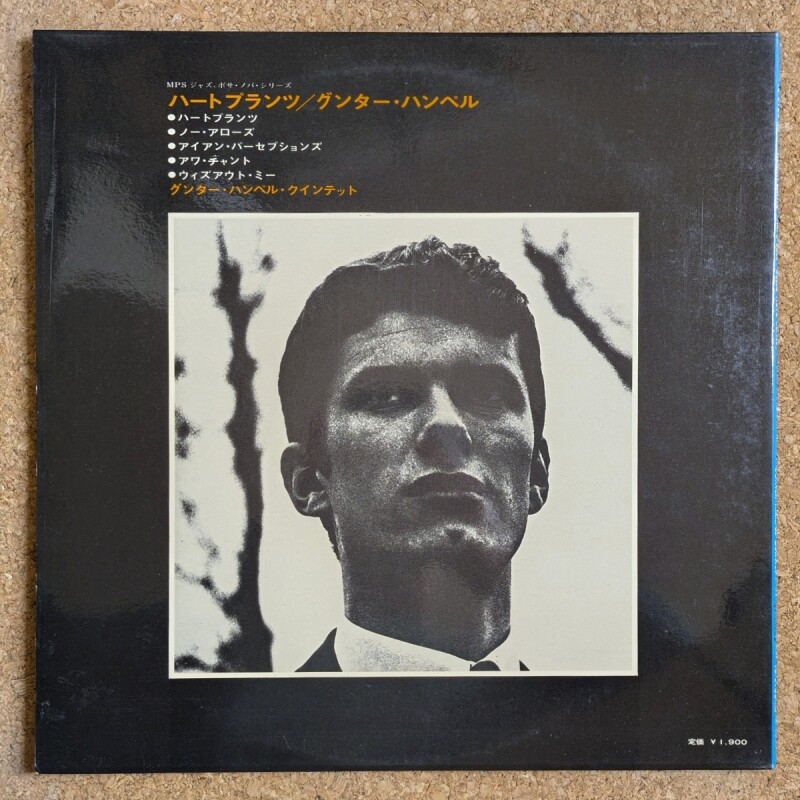 MPS ジャズ、ボサ・ノバ・シリーズ
ハートプランツ/グンター・ハンペル
●ハートプランツ
●ノー・アローズ
●アイアン・パーセプションズ
●アワ・チャント
●ウィズアウト・ミー
グンター・ハンペル・クインテット
定価 ￥1,900